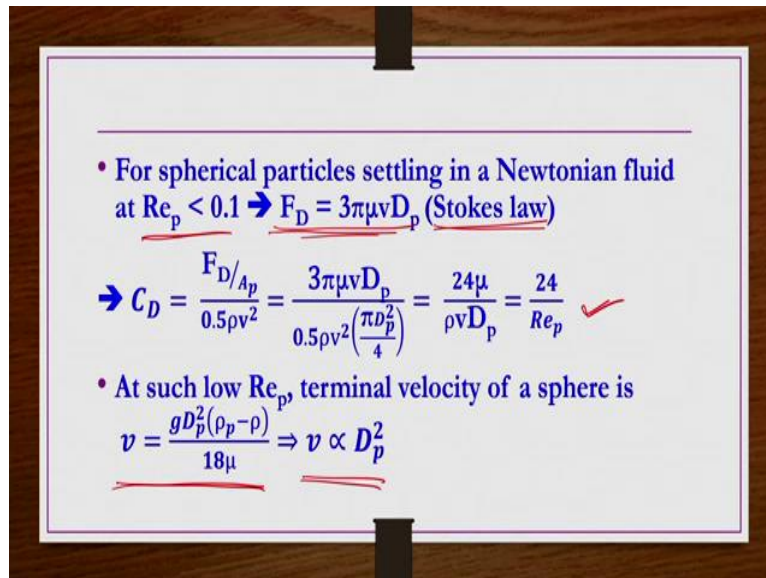 • For spherical particles settling in a Newtonian fluid
at Re_p < 0.1 ➔ F_D = 3πμvD_p (Stokes law)
➔ C_D = (F_D/A_p)/(0.5ρv²) = (3πμvD_p)/(0.5ρv²(πD_p²/4)) = 24μ/(ρvD_p) = 24/Re_p
• At such low Re_p, terminal velocity of a sphere is
v = gD_p²(ρ_p−ρ)/(18μ) ⇒ v ∝ D_p²